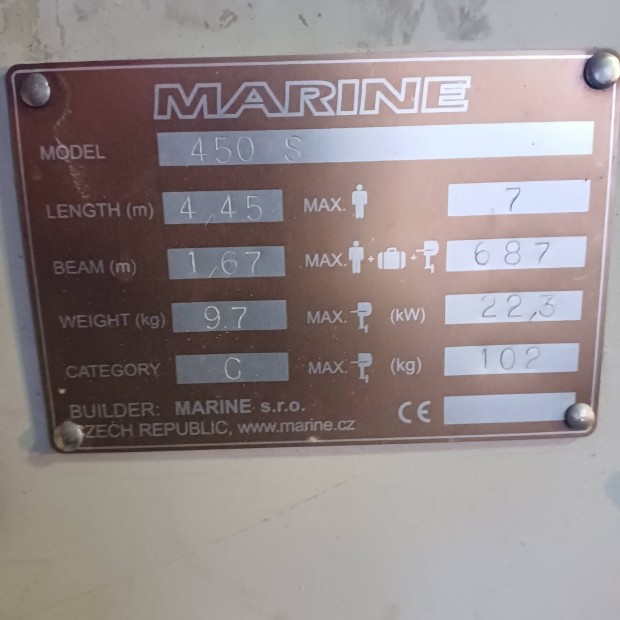 MARINE
MODEL 450 S
LENGTH (m) 4,45 MAX. 7
BEAM (m) 1,67 MAX. + + 687
WEIGHT (kg) 97 MAX. (kW) 22,3
CATEGORY C MAX. (kg) 102
BUILDER: MARINE s.r.o. CE
CZECH REPUBLIC, www.marine.cz